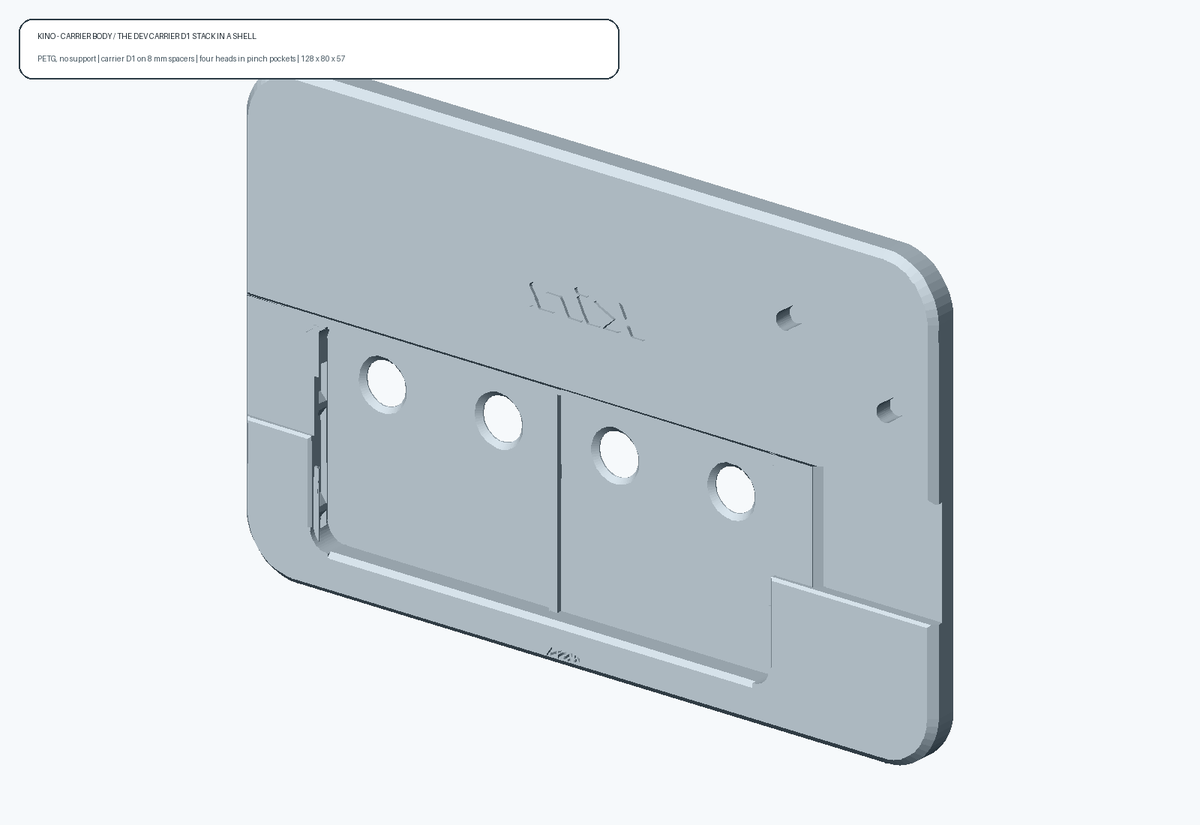 KINO - CARRIER BODY / THE DEV CARRIER D1 STACK IN A SHELL
PETG, no support | carrier D1 on 8 mm spacers | four heads in pinch pockets | 128 x 80 x 57